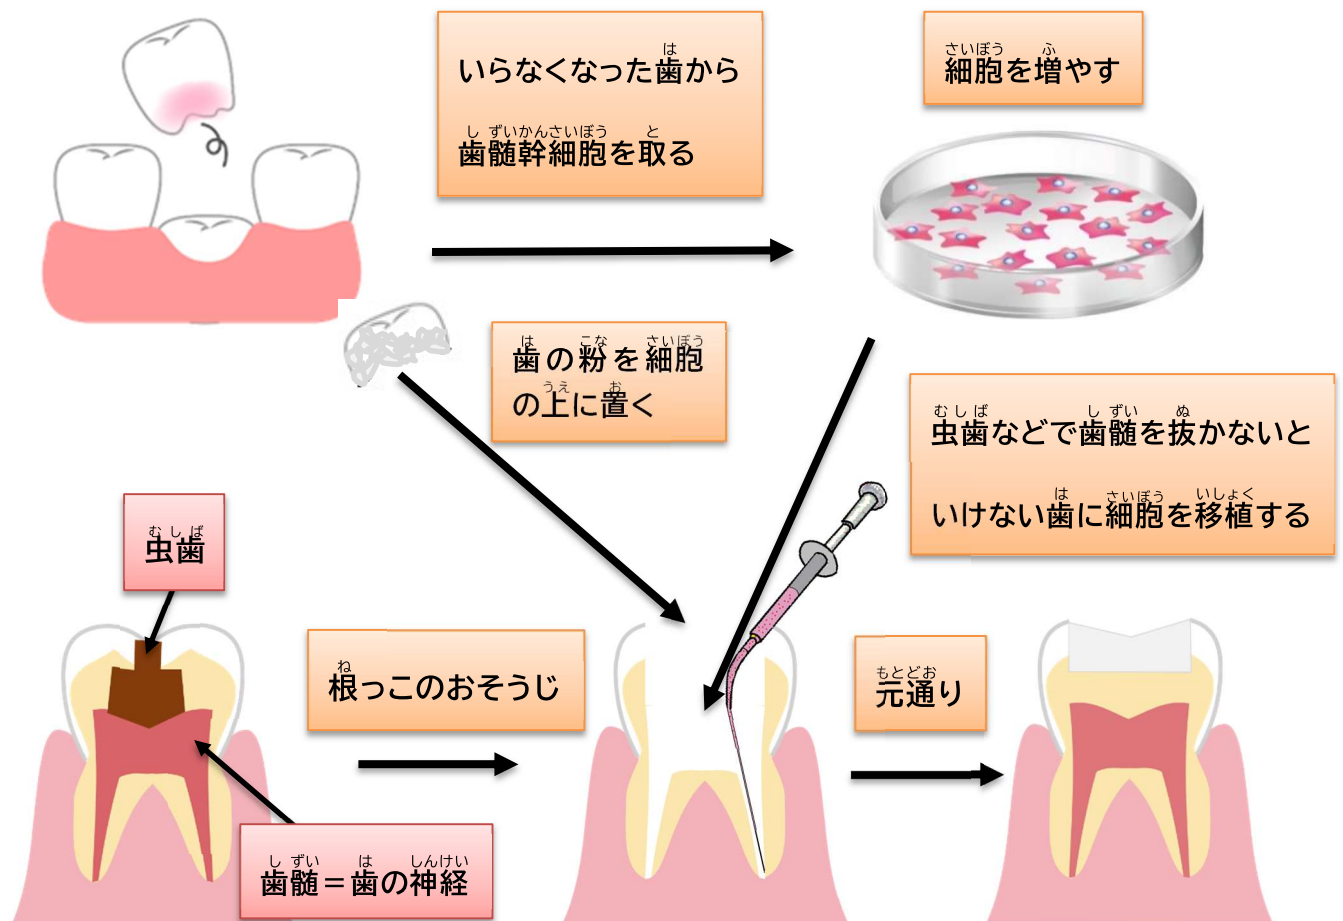 いらなくなった歯から
歯髄幹細胞を取る
細胞を増やす
歯の粉を細胞
の上に置く
虫歯などで歯髄を抜かないと
いけない歯に細胞を移植する
虫歯
根っこのおそうじ
元通り
歯髄＝歯の神経